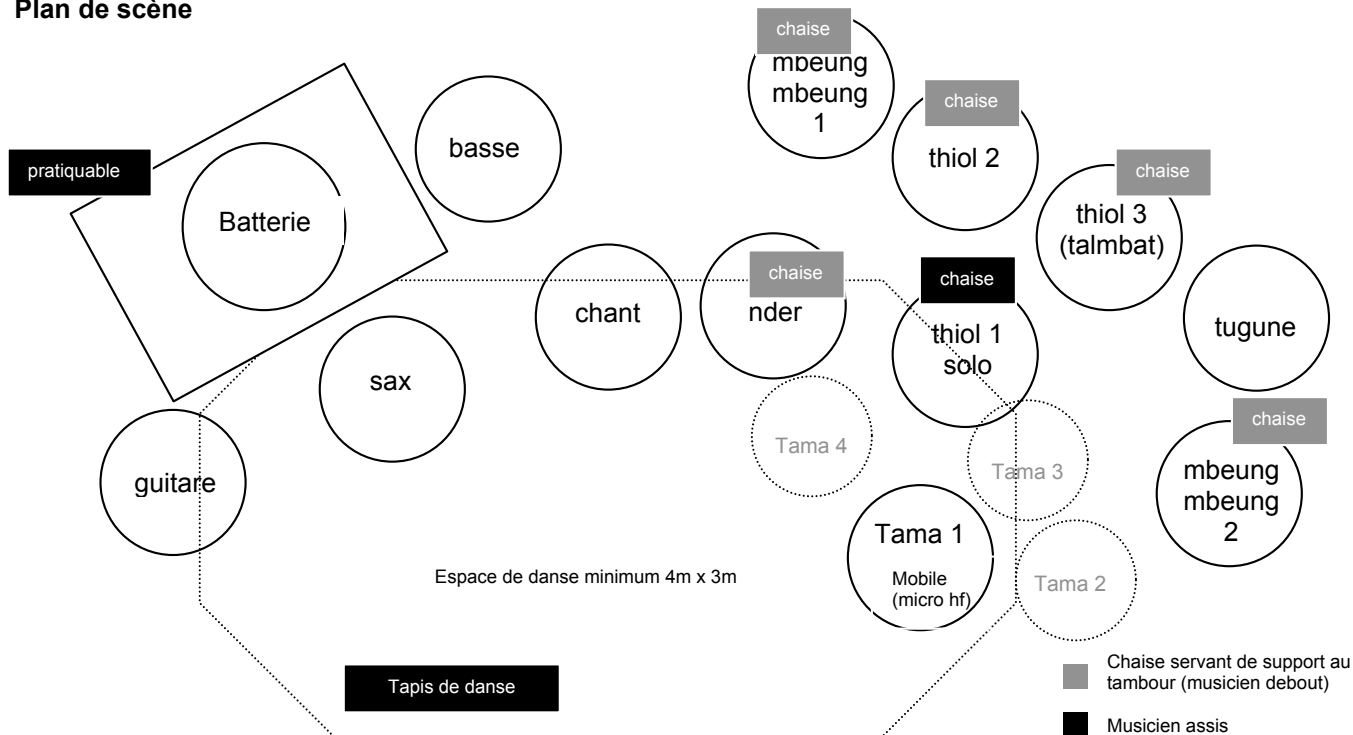 Plan de scène
chaise
mbeung
mbeung
1
chaise
thiol 2
basse
pratiquable
chaise
thiol 3
(talmbat)
Batterie
chaise
nder
chaise
thiol 1
solo
chant
tugune
sax
chaise
mbeung
mbeung
2
Tama 4
Tama 3
guitare
Tama 1
Mobile
(micro hf)
Tama 2
Espace de danse minimum 4m x 3m
Tapis de danse
Chaise servant de support au
tambour (musicien debout)
Musicien assis